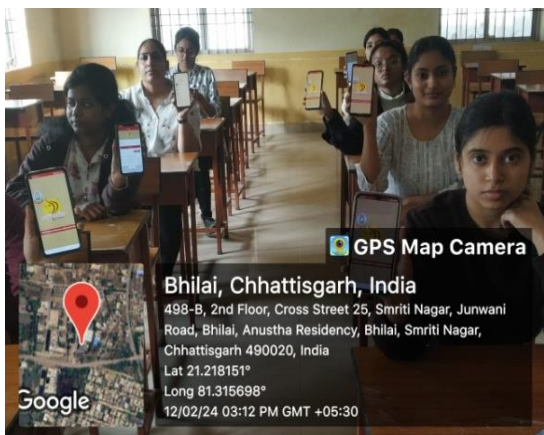 GPS Map Camera
Bhilai, Chhattisgarh, India
498-B, 2nd Floor, Cross Street 25, Smriti Nagar, Junwani
Road, Bhilai, Anustha Residency, Bhilai, Smriti Nagar,
Chhattisgarh 490020, India
Lat 21.218151°
Long 81.315698°
12/02/24 03:12 PM GMT +05:30
Google